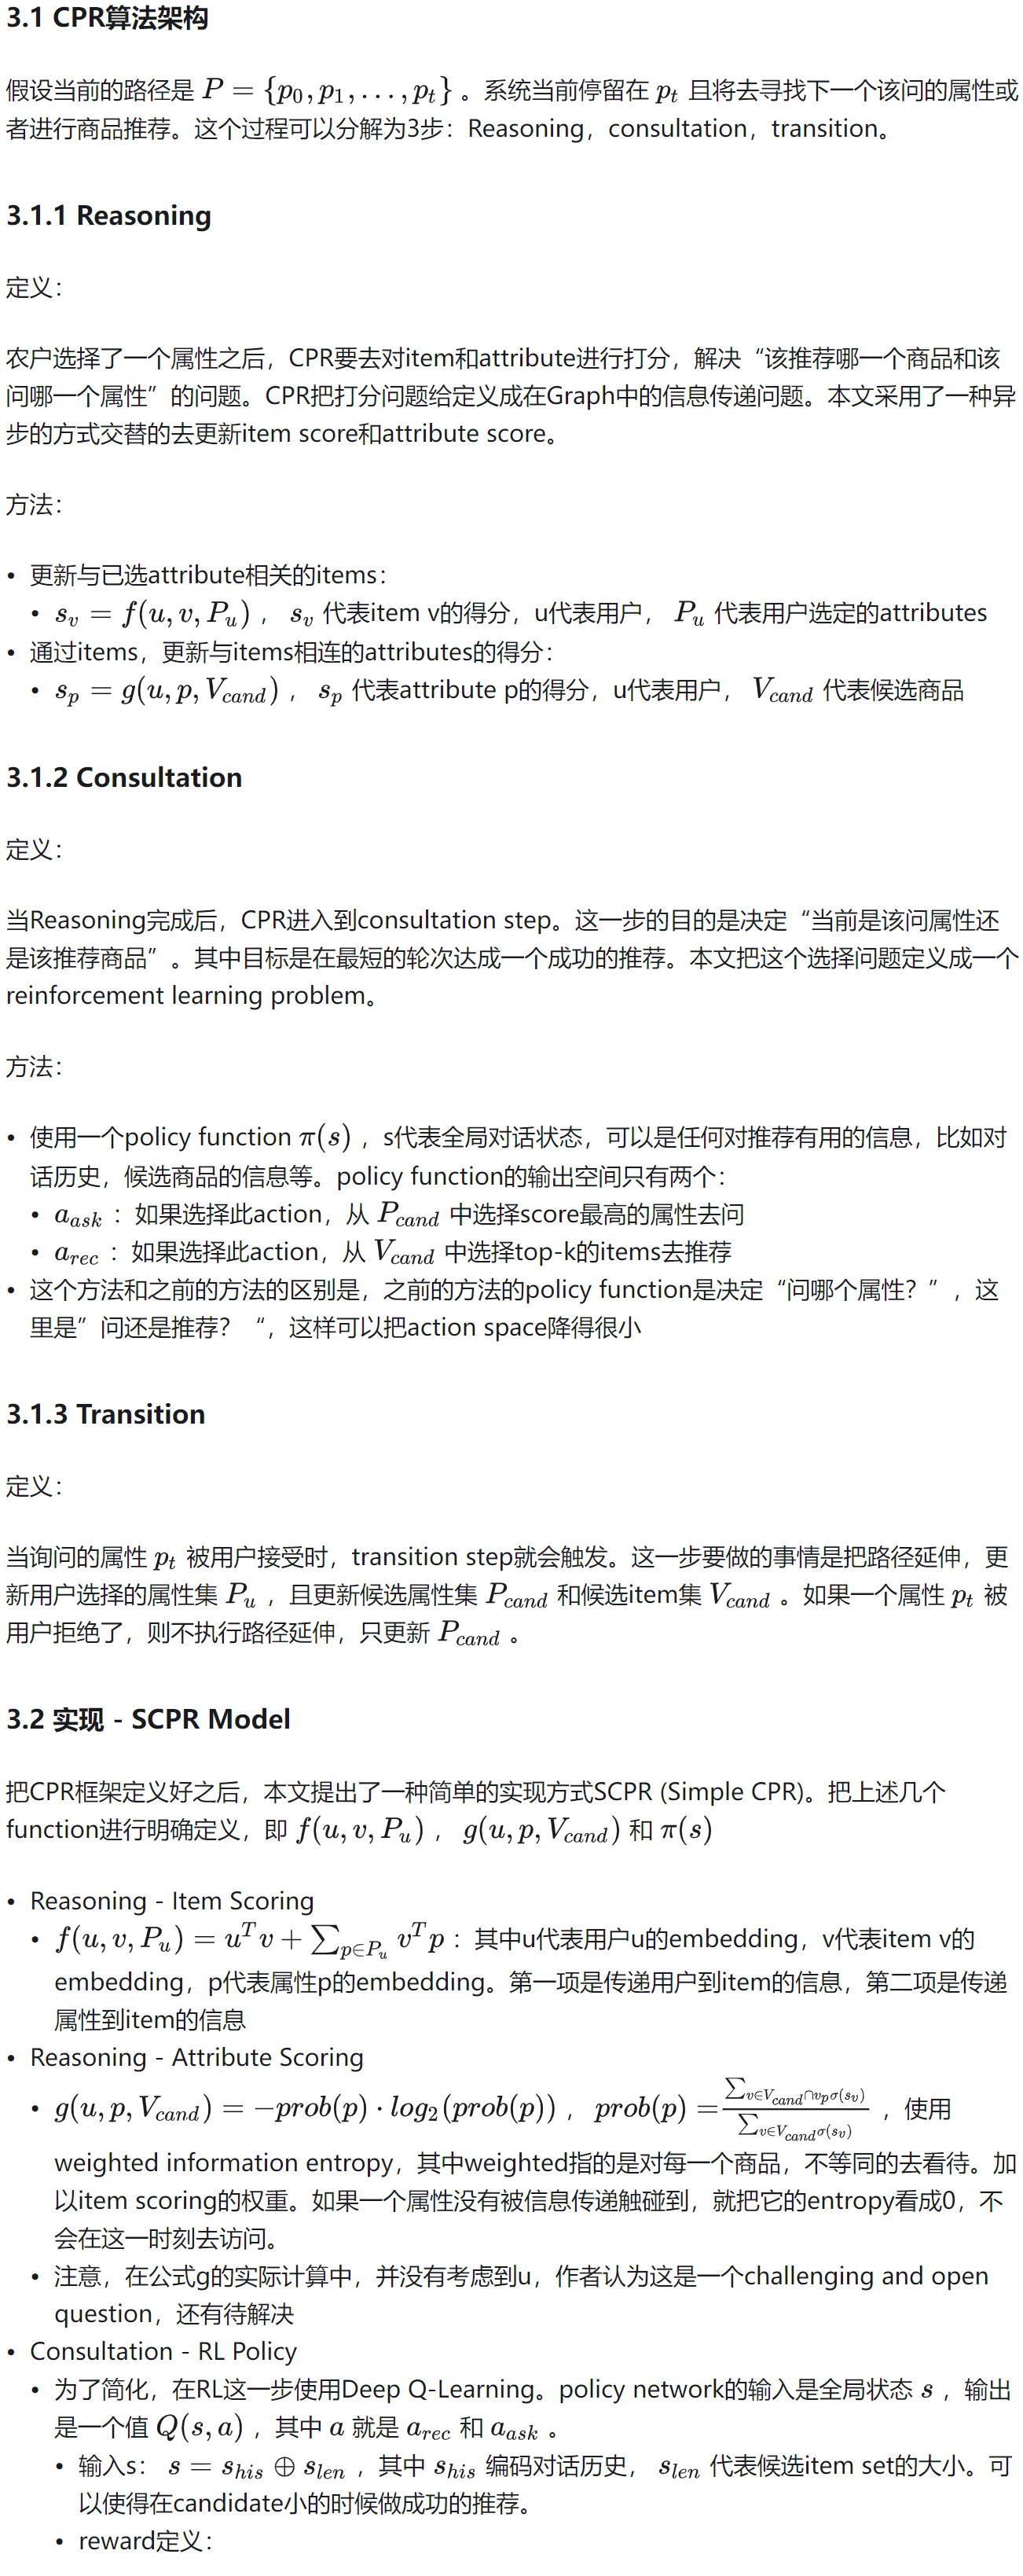 3.1 CPR算法架构
假设当前的路径是 P = {p₀, p₁, . . . , pₜ} 。系统当前停留在 pₜ 且将去寻找下一个该问的属性或
者进行商品推荐。这个过程可以分解为3步：Reasoning，consultation，transition。
3.1.1 Reasoning
定义：
农户选择了一个属性之后，CPR要去对item和attribute进行打分，解决“该推荐哪一个商品和该
问哪一个属性”的问题。CPR把打分问题给定义成在Graph中的信息传递问题。本文采用了一种异
步的方式交替的去更新item score和attribute score。
方法：
• 更新与已选attribute相关的items：
• s_v = f(u, v, P_u) ， s_v 代表item v的得分，u代表用户， P_u 代表用户选定的attributes
• 通过items，更新与items相连的attributes的得分：
• s_p = g(u, p, V_{cand}) ， s_p 代表attribute p的得分，u代表用户， V_{cand} 代表候选商品
3.1.2 Consultation
定义：
当Reasoning完成后，CPR进入到consultation step。这一步的目的是决定“当前是该问属性还
是该推荐商品”。其中目标是在最短的轮次达成一个成功的推荐。本文把这个选择问题定义成一个
reinforcement learning problem。
方法：
• 使用一个policy function π(s) ，s代表全局对话状态，可以是任何对推荐有用的信息，比如对
话历史，候选商品的信息等。policy function的输出空间只有两个：
• a_{ask} ：如果选择此action，从 P_{cand} 中选择score最高的属性去问
• a_{rec} ：如果选择此action，从 V_{cand} 中选择top-k的items去推荐
• 这个方法和之前的方法的区别是，之前的方法的policy function是决定“问哪个属性？”，这
里是”问还是推荐？“，这样可以把action space降得很小
3.1.3 Transition
定义：
当询问的属性 pₜ 被用户接受时，transition step就会触发。这一步要做的事情是把路径延伸，更
新用户选择的属性集 P_u ，且更新候选属性集 P_{cand} 和候选item集 V_{cand} 。如果一个属性 pₜ 被
用户拒绝了，则不执行路径延伸，只更新 P_{cand} 。
3.2 实现 - SCPR Model
把CPR框架定义好之后，本文提出了一种简单的实现方式SCPR (Simple CPR)。把上述几个
function进行明确定义，即 f(u, v, P_u) ， g(u, p, V_{cand}) 和 π(s)
• Reasoning - Item Scoring
• f(u, v, P_u) = u^T v + ∑_{p∈P_u} v^T p ：其中u代表用户u的embedding，v代表item v的
embedding，p代表属性p的embedding。第一项是传递用户到item的信息，第二项是传递
属性到item的信息
• Reasoning - Attribute Scoring
• g(u, p, V_{cand}) = −prob(p) · log₂(prob(p)) ， prob(p) = \frac{∑_{v∈V_{cand}∩v_p σ(s_v)}}{∑_{v∈V_{cand} σ(s_v)}} ，使用
weighted information entropy，其中weighted指的是对每一个商品，不等同的去看待。加
以item scoring的权重。如果一个属性没有被信息传递触碰到，就把它的entropy看成0，不
会在这一时刻去访问。
• 注意，在公式g的实际计算中，并没有考虑到u，作者认为这是一个challenging and open
question，还有待解决
• Consultation - RL Policy
• 为了简化，在RL这一步使用Deep Q-Learning。policy network的输入是全局状态 s ，输出
是一个值 Q(s, a) ，其中 a 就是 a_{rec} 和 a_{ask} 。
• 输入s： s = s_{his} ⊕ s_{len} ，其中 s_{his} 编码对话历史， s_{len} 代表候选item set的大小。可
以使得在candidate小的时候做成功的推荐。
• reward定义：